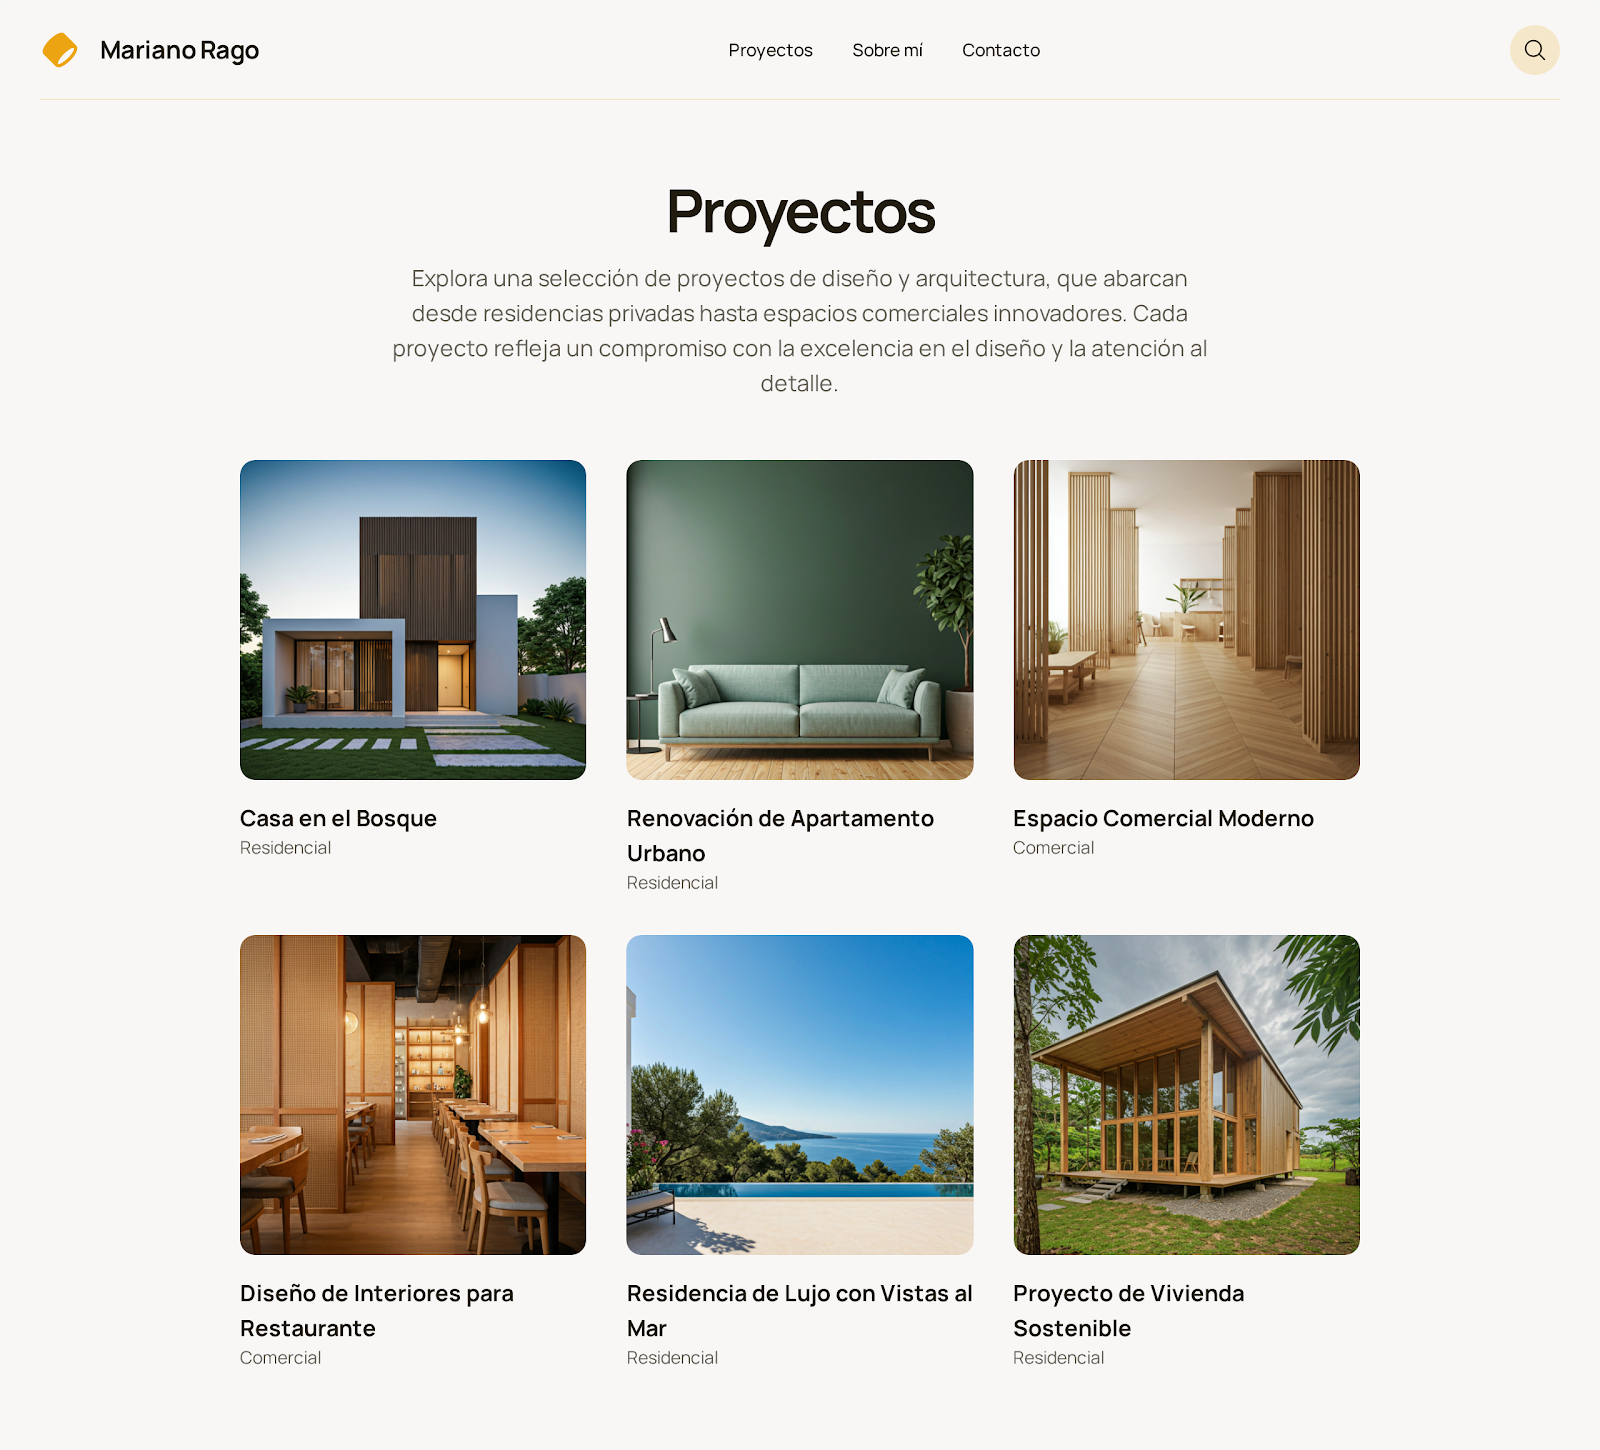 Mariano Rago
Proyectos
Sobre mí
Contacto
Proyectos
Explora una selección de proyectos de diseño y arquitectura, que abarcan
desde residencias privadas hasta espacios comerciales innovadores. Cada
proyecto refleja un compromiso con la excelencia en el diseño y la atención al
detalle.
Casa en el Bosque
Residencial
Renovación de Apartamento
Urbano
Residencial
Espacio Comercial Moderno
Comercial
Diseño de Interiores para
Restaurante
Comercial
Residencia de Lujo con Vistas al
Mar
Residencial
Proyecto de Vivienda
Sostenible
Residencial